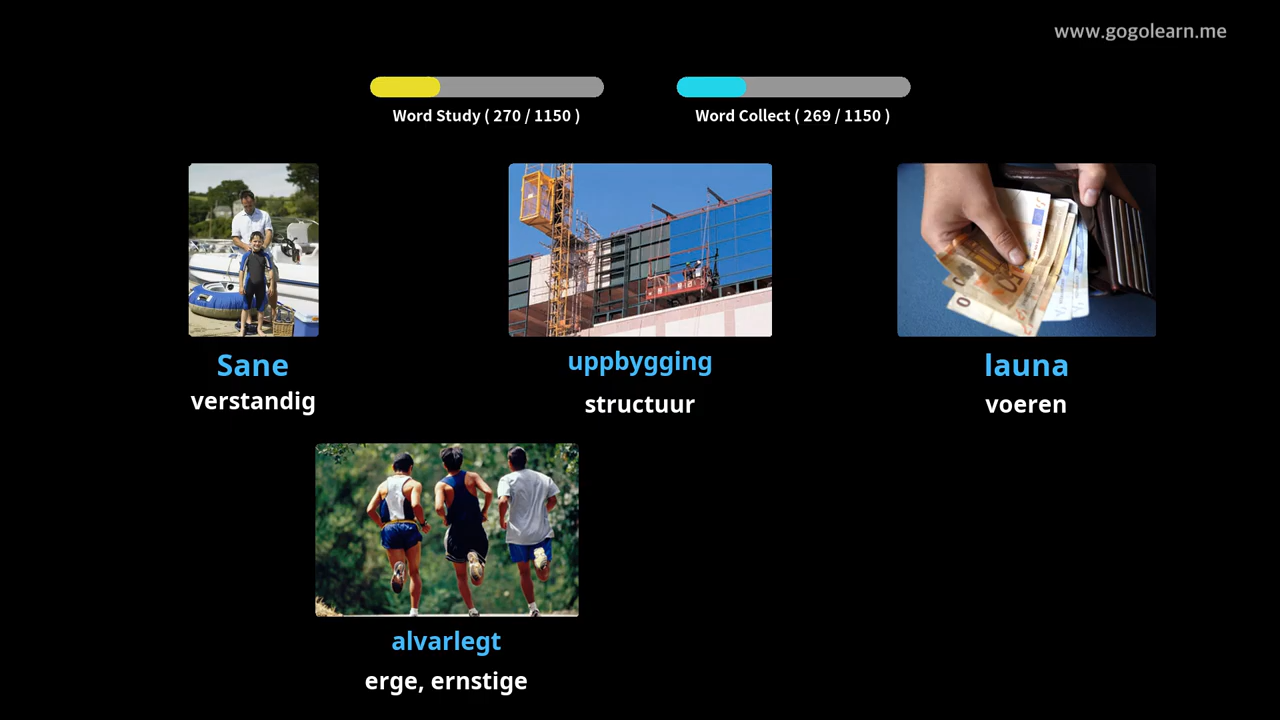 www.gogolearn.me
Word Study ( 270 / 1150 )
Word Collect ( 269 / 1150 )
Sane
verstandig
uppbygging
structuur
launa
voeren
alvarlegt
erge, ernstige